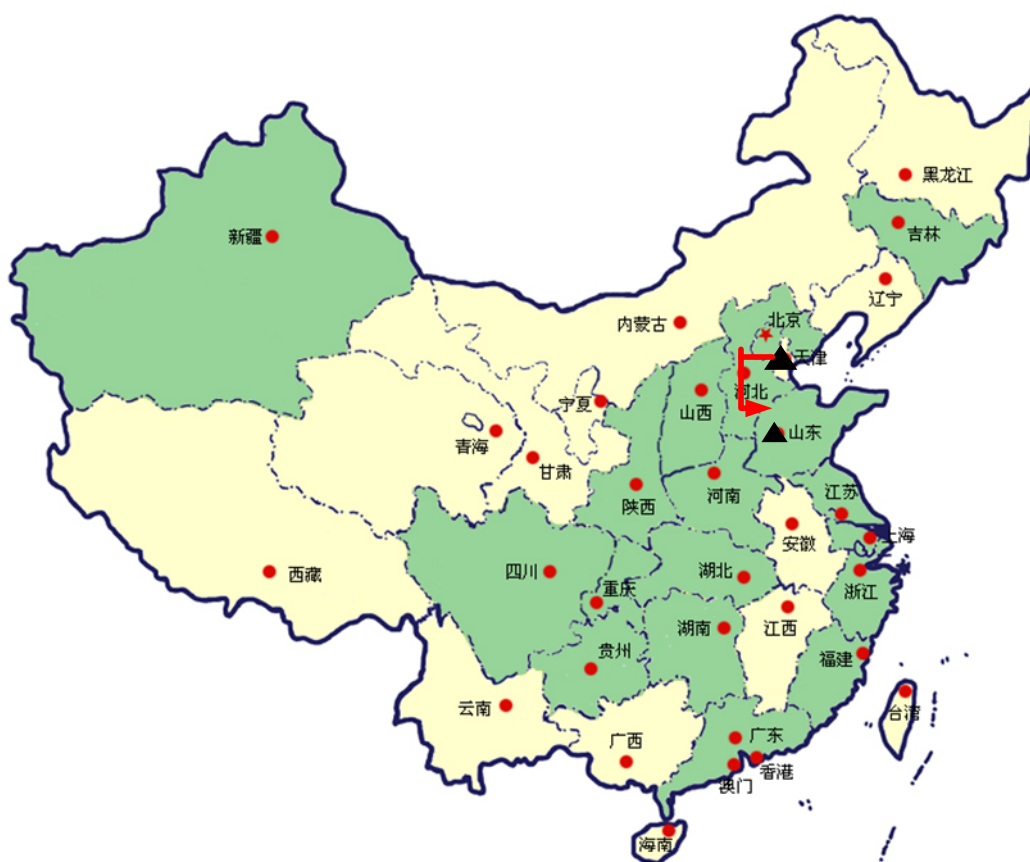 黑龙江
吉林
新疆
辽宁
内蒙古
北京
天津
河北
山西
宁夏
山东
青海
甘肃
陕西
河南
江苏
安徽
上海
西藏
四川
湖北
浙江
重庆
湖南
江西
贵州
福建
云南
台湾
广西
广东
香港
澳门
海南